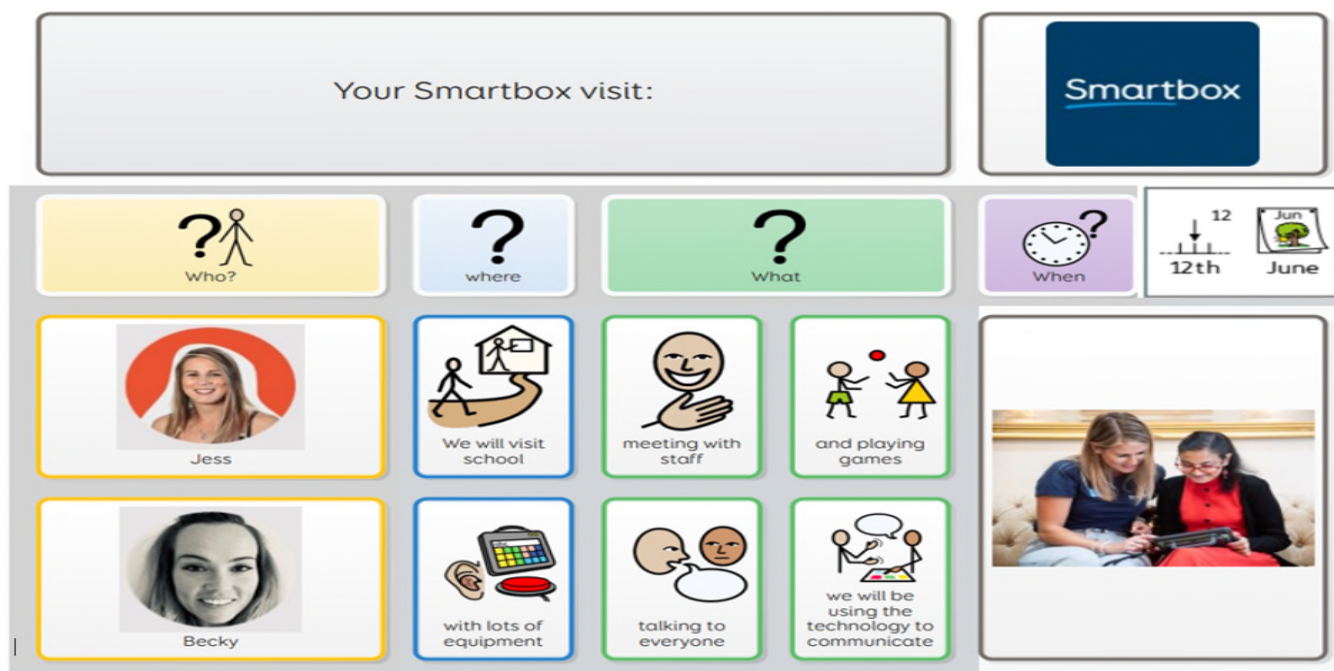 Your Smartbox visit:
Smartbox
?
Who?
?
where
?
What
?
When
12
12th
Jun
June
Jess
We will visit
school
meeting with
staff
and playing
games
Becky
with lots of
equipment
talking to
everyone
we will be
using the
technology to
communicate